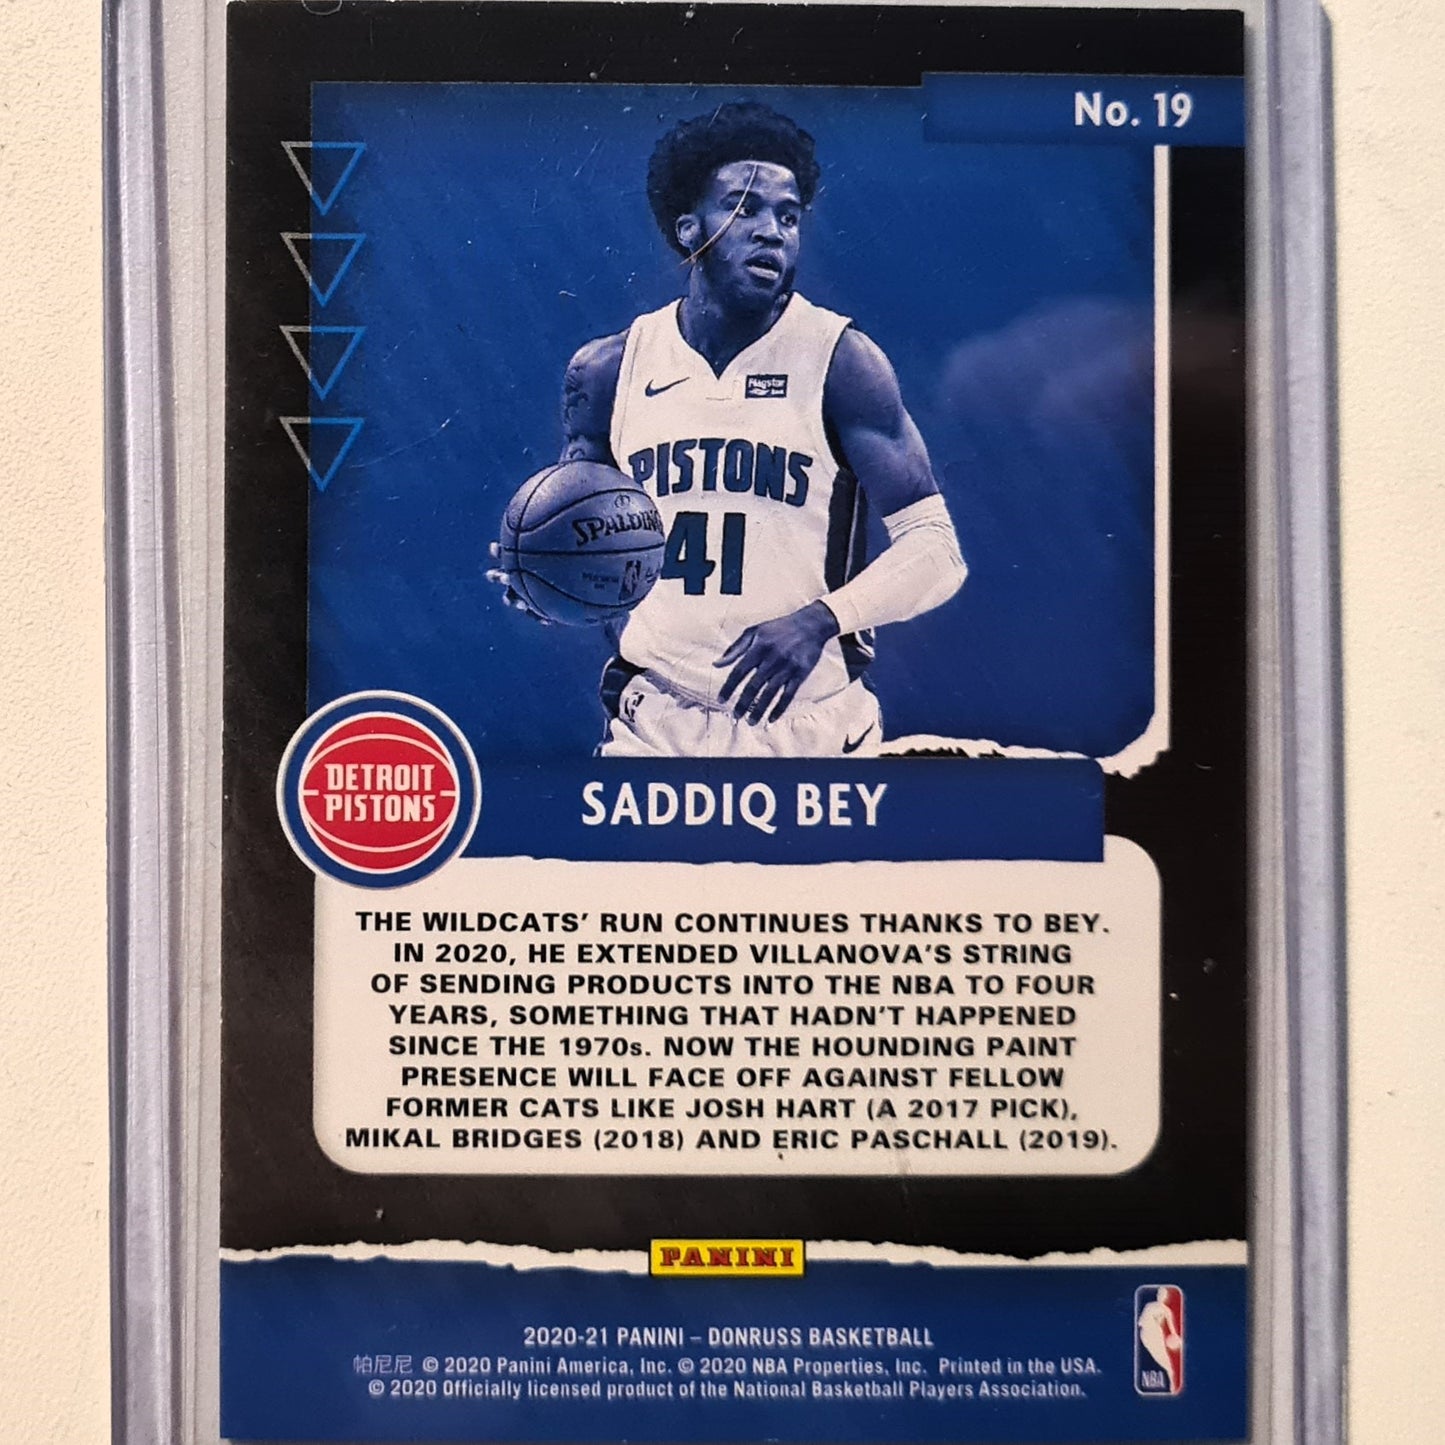 No. 19
Flagstar
Bank
PISTONS
SPALDING
41
DETROIT
PISTONS
SADDIQ BEY
THE WILDCATS' RUN CONTINUES THANKS TO BEY.
IN 2020, HE EXTENDED VILLANOVA'S STRING
OF SENDING PRODUCTS INTO THE NBA TO FOUR
YEARS, SOMETHING THAT HADN'T HAPPENED
SINCE THE 1970s. NOW THE HOUNDING PAINT
PRESENCE WILL FACE OFF AGAINST FELLOW
FORMER CATS LIKE JOSH HART (A 2017 PICK),
MIKAL BRIDGES (2018) AND ERIC PASCHALL (2019).
PANINI
2020-21 PANINI – DONRUSS BASKETBALL
帕尼尼 © 2020 Panini America, Inc. © 2020 NBA Properties, Inc. Printed in the USA.
© 2020 Officially licensed product of the National Basketball Players Association.
NBA